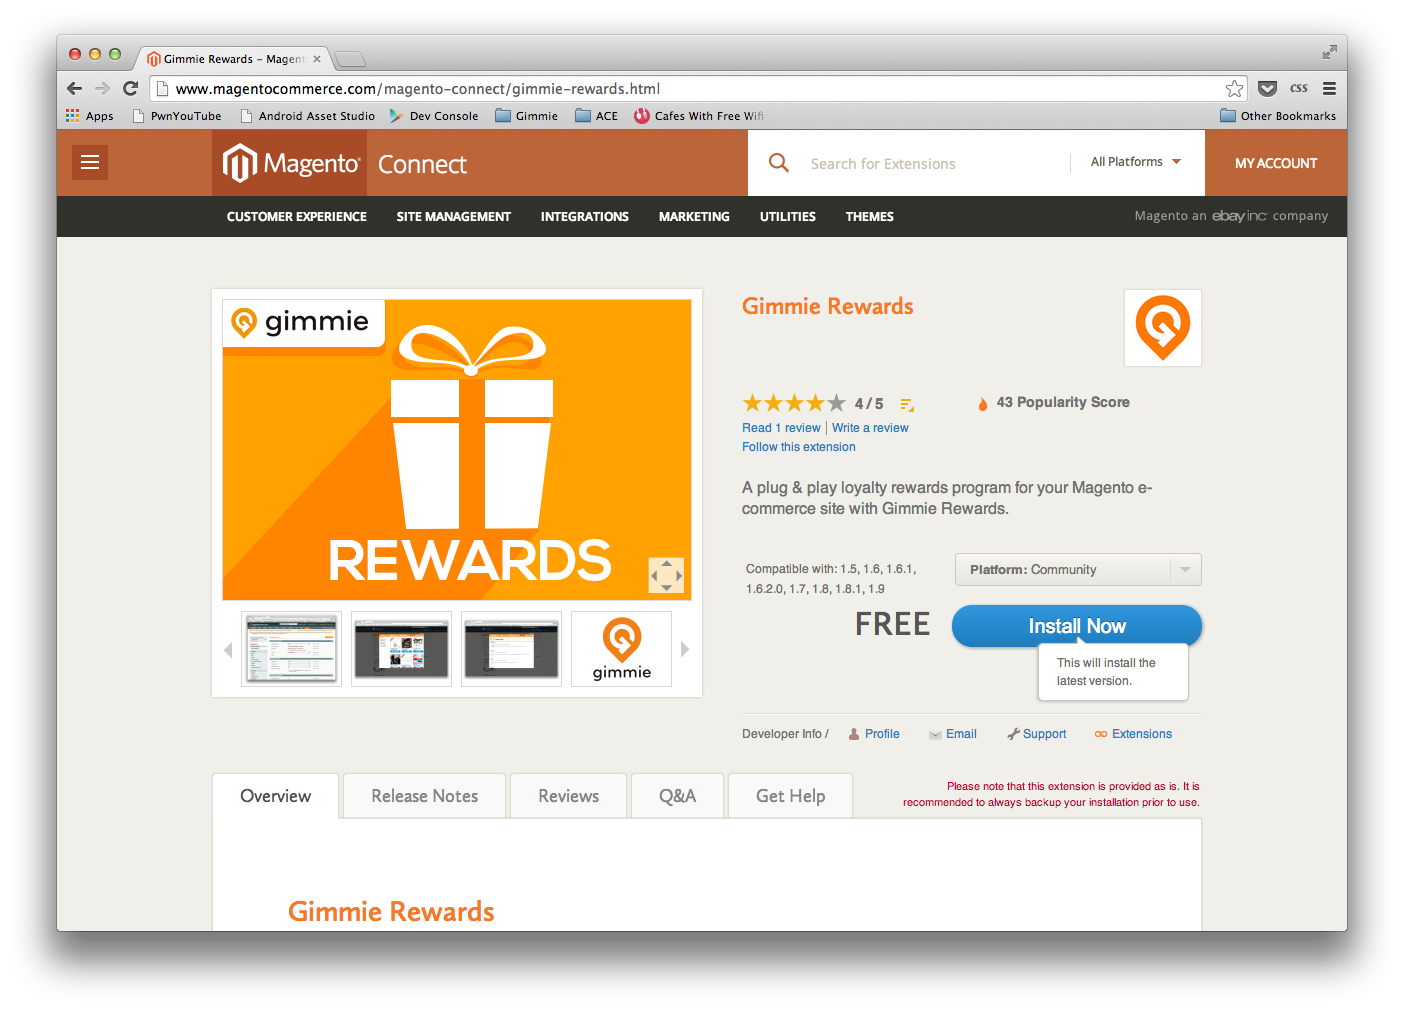 Gimmie Rewards – Magen
www.magentocommerce.com/magento-connect/gimmie-rewards.html
css
Apps PwnYouTube Android Asset Studio Dev Console Gimmie ACE Cafes With Free Wifi Other Bookmarks
Magento Connect Search for Extensions All Platforms MY ACCOUNT
CUSTOMER EXPERIENCE SITE MANAGEMENT INTEGRATIONS MARKETING UTILITIES THEMES Magento an ebay inc company
gimmie
REWARDS
gimmie
Gimmie Rewards
4 / 5 43 Popularity Score
Read 1 review | Write a review
Follow this extension
A plug & play loyalty rewards program for your Magento e-
commerce site with Gimmie Rewards.
Compatible with: 1.5, 1.6, 1.6.1,
1.6.2.0, 1.7, 1.8, 1.8.1, 1.9
Platform: Community
FREE Install Now
This will install the
latest version.
Developer Info / Profile Email Support Extensions
Overview Release Notes Reviews Q&A Get Help
Please note that this extension is provided as is. It is
recommended to always backup your installation prior to use.
Gimmie Rewards